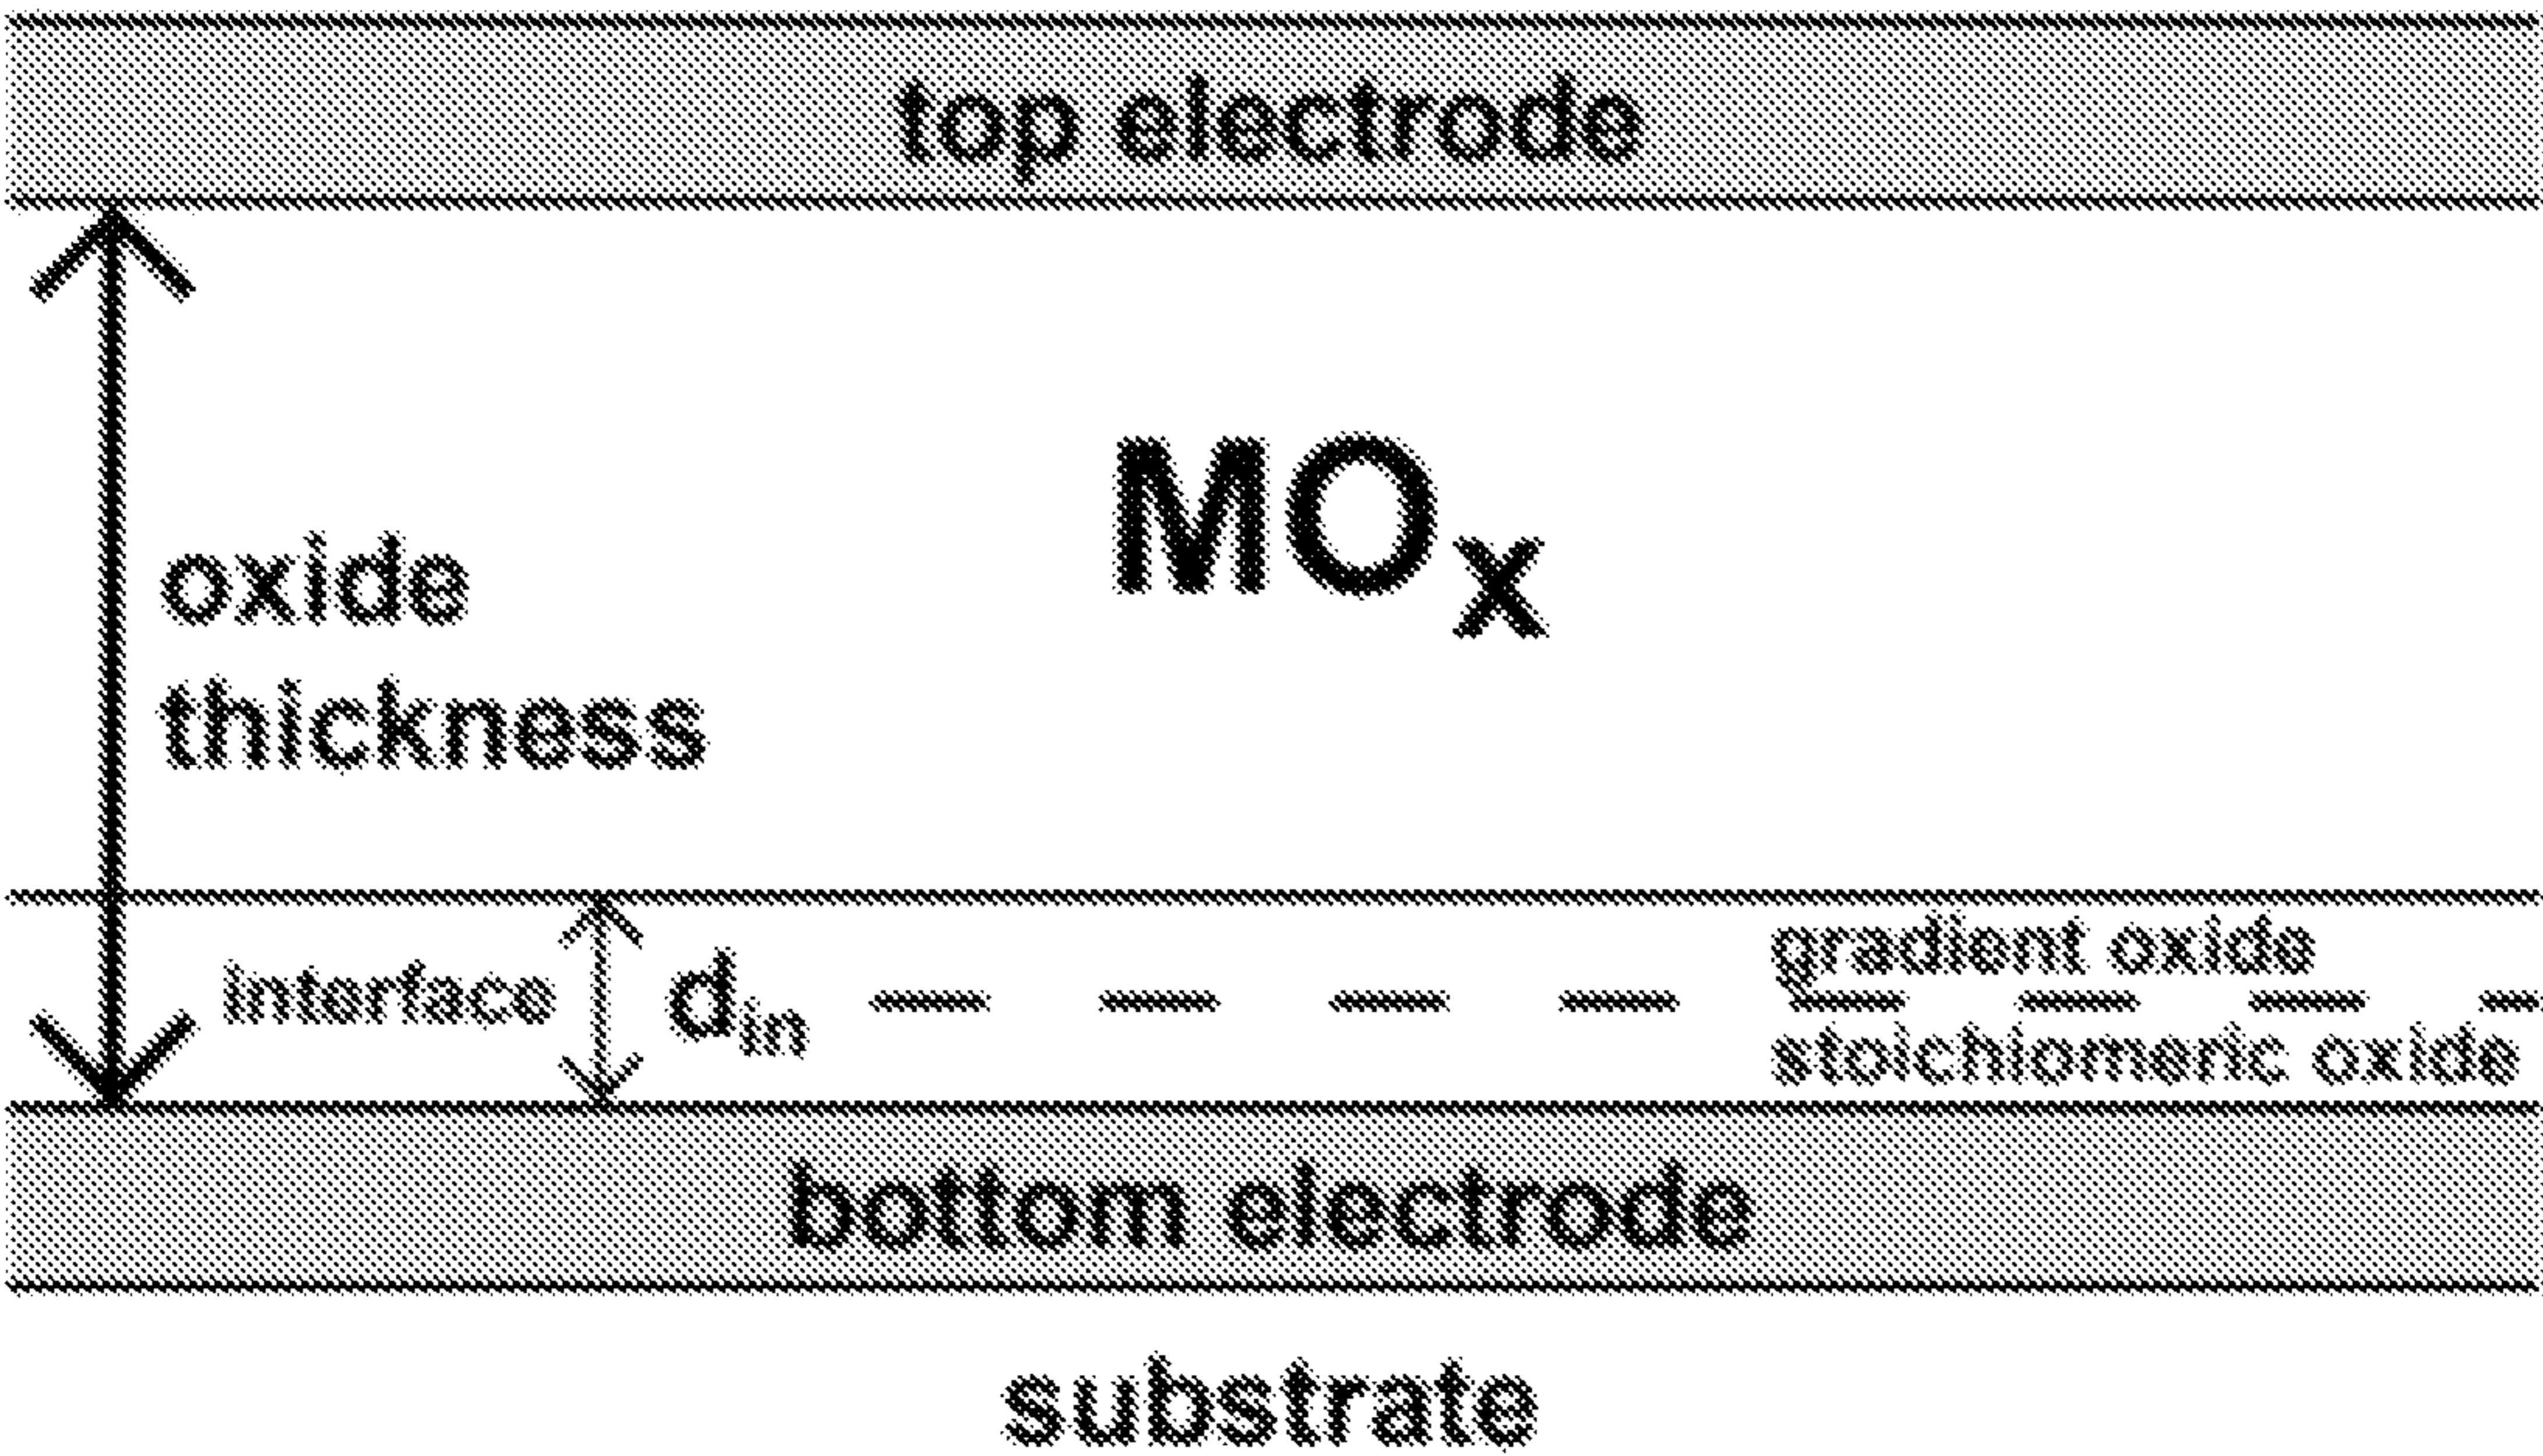 top electrode
MOx
oxide
thickness
interface
din
gradient oxide
stoichiomeric oxide
bottom electrode
substrate